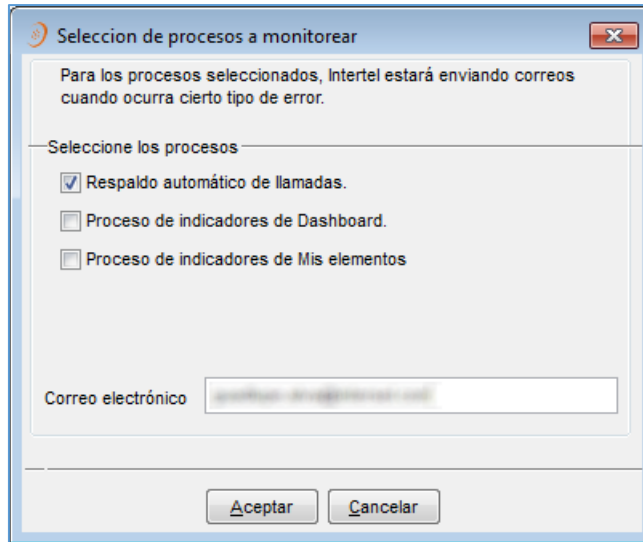 Seleccion de procesos a monitorear
Para los procesos seleccionados, Intertel estará enviando correos
cuando ocurra cierto tipo de error.
Seleccione los procesos
Respaldo automático de llamadas.
Proceso de indicadores de Dashboard.
Proceso de indicadores de Mis elementos
Correo electrónico
Aceptar Cancelar